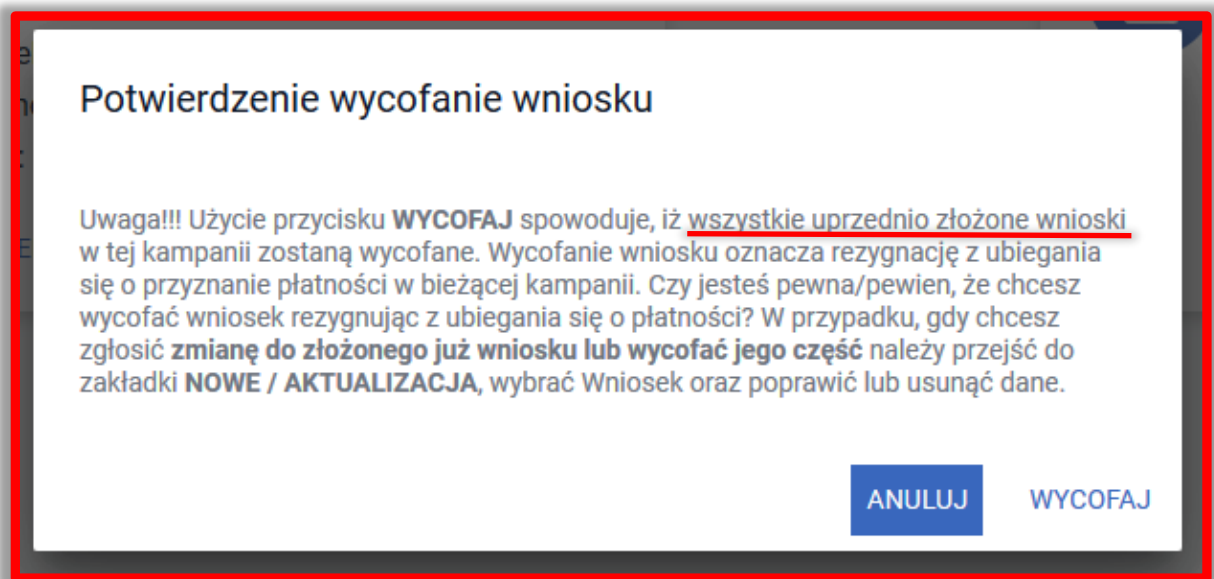 Potwierdzenie wycofanie wniosku
Uwaga!!! Użycie przycisku WYCOFAJ spowoduje, iż wszystkie uprzednio złożone wnioski
w tej kampanii zostaną wycofane. Wycofanie wniosku oznacza rezygnację z ubiegania
się o przyznanie płatności w bieżącej kampanii. Czy jesteś pewna/pewien, że chcesz
wycofać wniosek rezygnując z ubiegania się o płatności? W przypadku, gdy chcesz
zgłosić zmianę do złożonego już wniosku lub wycofać jego część należy przejść do
zakładki NOWE / AKTUALIZACJA, wybrać Wniosek oraz poprawić lub usunąć dane.
ANULUJ WYCOFAJ